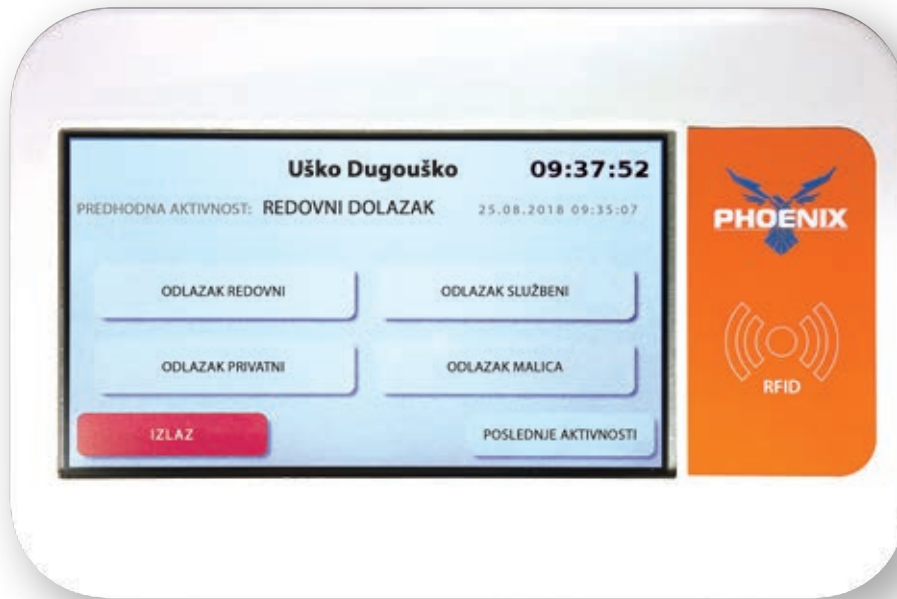 Uško Dugouško 09:37:52
PREDHODNA AKTIVNOST: REDOVNI DOLAZAK 25.08.2018 09:35:07
ODLAZAK REDOVNI ODLAZAK SLUŽBENI
ODLAZAK PRIVATNI ODLAZAK MALICA
IZLAZ POSLEDNJE AKTIVNOSTI
PHOENIX
RFID